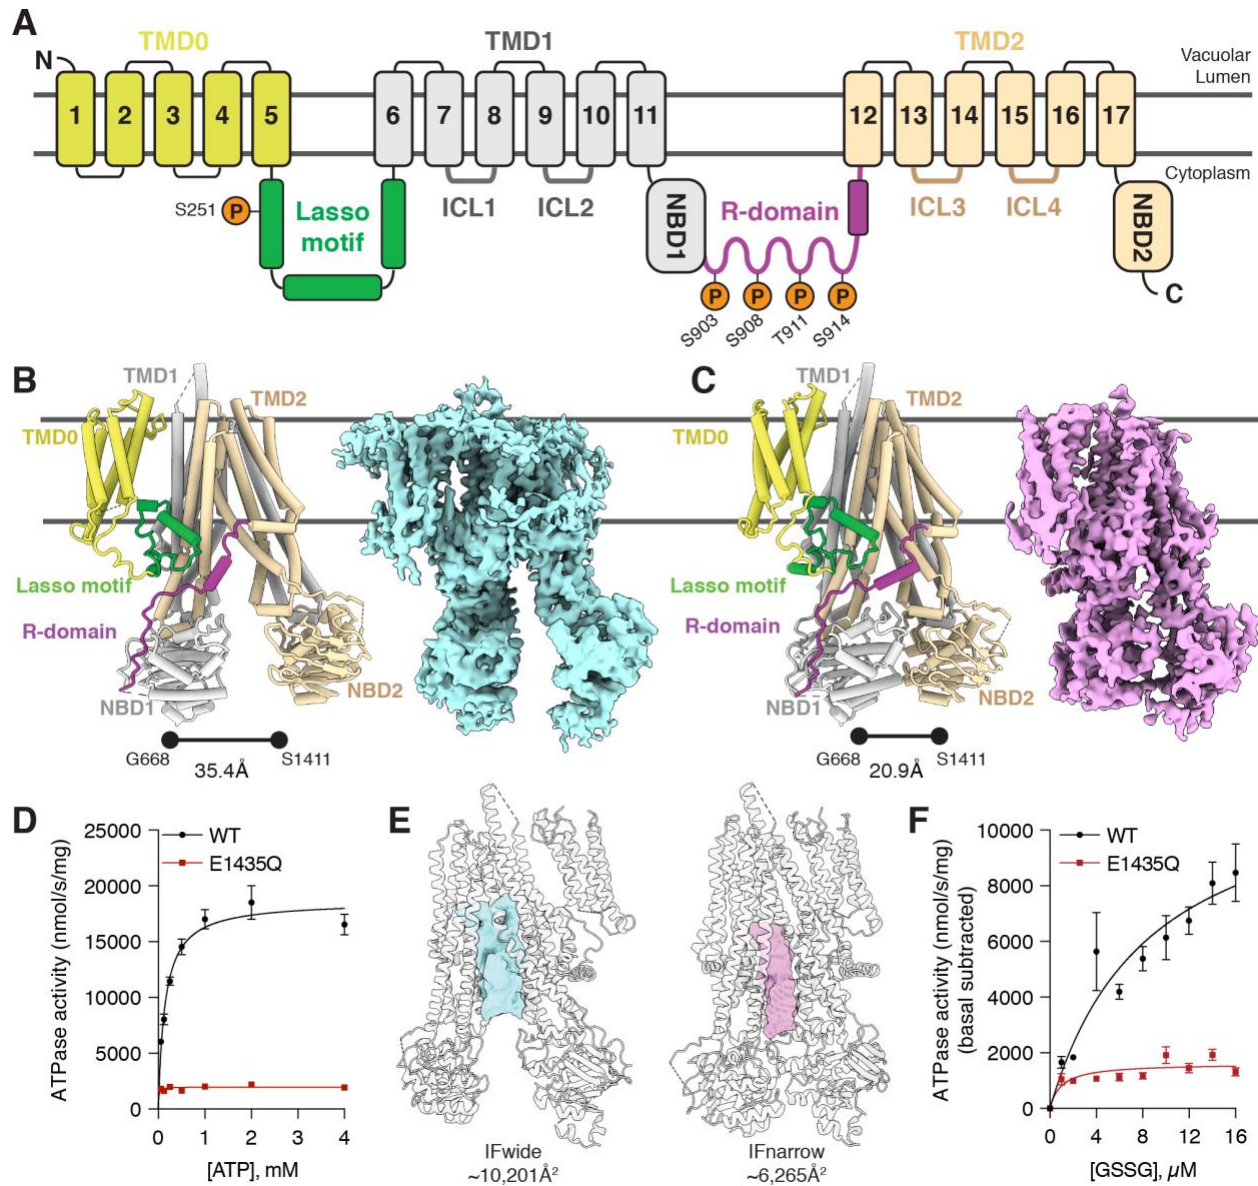 A
TMD0
TMD1
TMD2
Vacuolar
Lumen
N
1
2
3
4
5
6
7
8
9
10
11
12
13
14
15
16
17
Cytoplasm
S251
P
Lasso
motif
ICL1
ICL2
NBD1
R-domain
ICL3
ICL4
NBD2
C
P
P
P
P
S903
S908
T911
S914
B
TMD1
TMD2
TMD0
Lasso motif
R-domain
NBD1
NBD2
G668
S1411
35.4Å
C
TMD1
TMD2
TMD0
Lasso motif
R-domain
NBD1
NBD2
G668
S1411
20.9Å
D
WT
E1435Q
ATPase activity (nmol/s/mg)
25000
20000
15000
10000
5000
0
0
1
2
3
4
[ATP], mM
E
IFwide
~10,201Å²
IFnarrow
~6,265Å²
F
WT
E1435Q
ATPase activity (nmol/s/mg)
(basal subtracted)
10000
8000
6000
4000
2000
0
0
4
8
12
16
[GSSG], µM